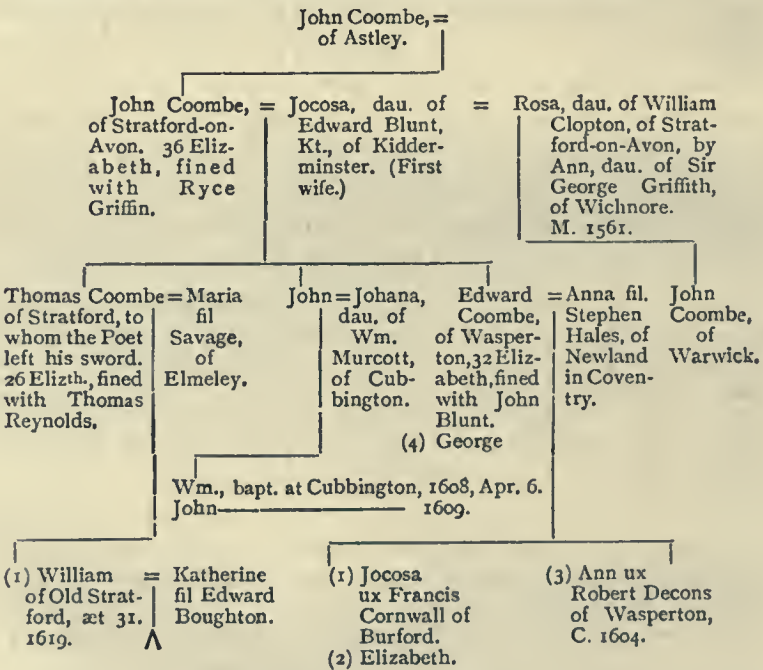 John Coombe, =
of Astley.
John Coombe, =
of Stratford-on-
Avon. 36 Eliz-
abeth, fined
with Ryce
Griffin.
Jocosa, dau. of
Edward Blunt,
Kt., of Kidder-
minster. (First
wife.)
= Rosa, dau. of William
Clopton, of Strat-
ford-on-Avon, by
Ann, dau. of Sir
George Griffith,
of Wichnore.
M. 1561.
Thomas Coombe=
of Stratford, to
whom the Poet
left his sword.
26 Elizth., fined
with Thomas
Reynolds.
Maria
fil
Savage,
of
Elmeley.
John=Johana,
dau. of
Wm.
Murcott,
of Cub-
bington.
Edward
Coombe,
of Wasper-
ton, 32 Eliz-
abeth, fined
with John
Blunt.
(4) George
= Anna fil.
Stephen
Hales, of
Newland
in Coven-
try.
John
Coombe,
of
Warwick.
Wm., bapt. at Cubbington, 1608, Apr. 6.
John—————— 1609.
(1) William =
of Old Strat-
ford, æt 31.
1619.
Katherine
fil Edward
Boughton.
(1) Jocosa
ux Francis
Cornwall of
Burford.
(2) Elizabeth.
(3) Ann ux
Robert Decons
of Wasperton,
C. 1604.